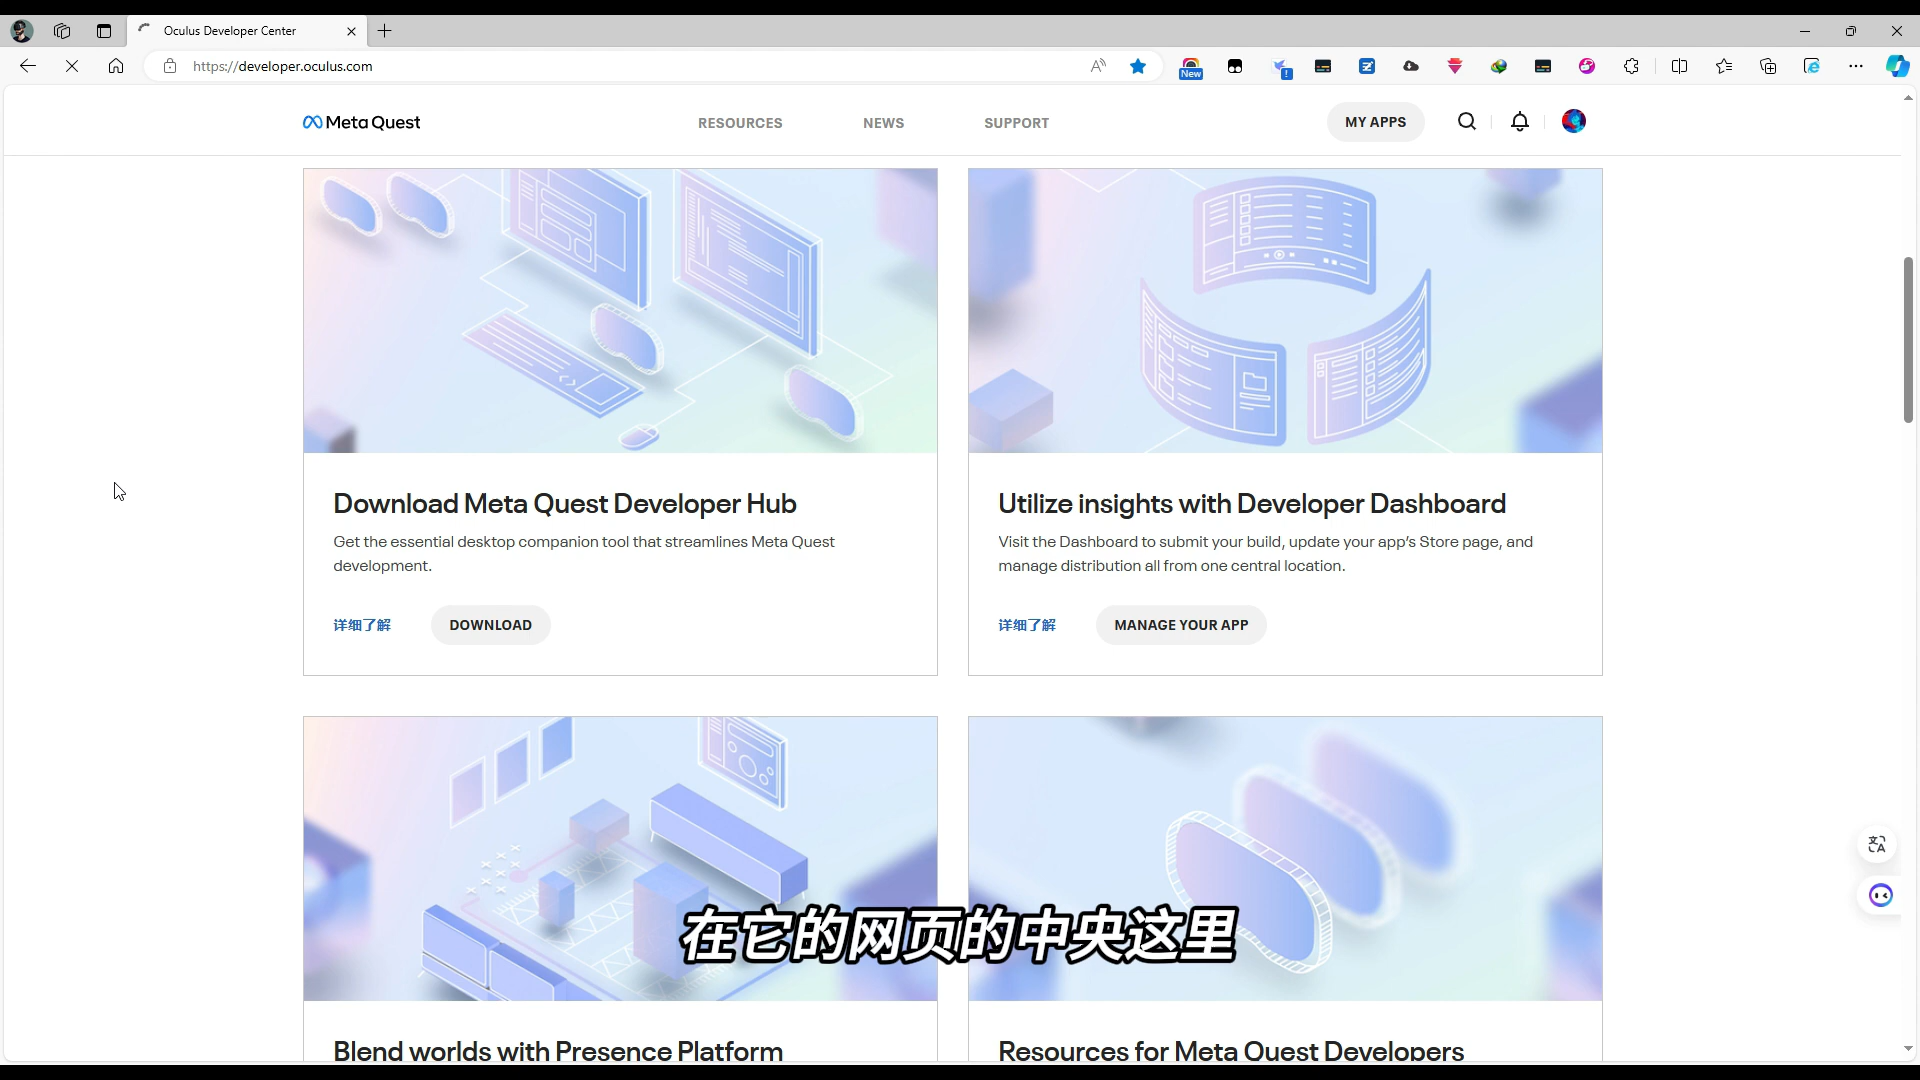 Oculus Developer Center
https://developer.oculus.com
New
Meta Quest
RESOURCES
NEWS
SUPPORT
MY APPS
Download Meta Quest Developer Hub
Get the essential desktop companion tool that streamlines Meta Quest
development.
详细了解
DOWNLOAD
Utilize insights with Developer Dashboard
Visit the Dashboard to submit your build, update your app's Store page, and
manage distribution all from one central location.
详细了解
MANAGE YOUR APP
在它的网页的中央这里
Blend worlds with Presence Platform
Resources for Meta Quest Developers